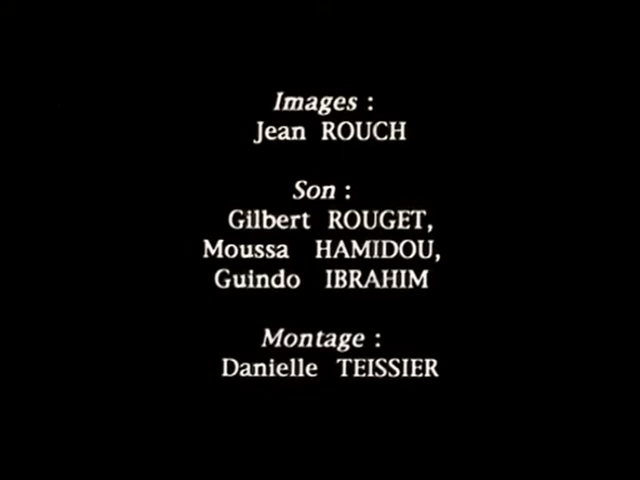 Images :
Jean ROUCH
Son :
Gilbert ROUGET,
Moussa HAMIDOU,
Guindo IBRAHIM
Montage :
Danielle TEISSIER